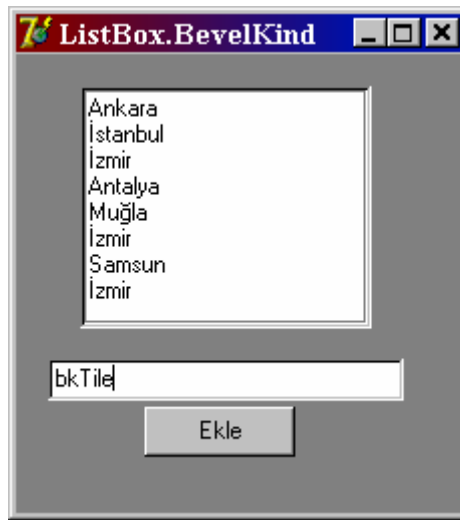 ListBox.BevelKind
Ankara
İstanbul
İzmir
Antalya
Muğla
İzmir
Samsun
İzmir
bkTile
Ekle